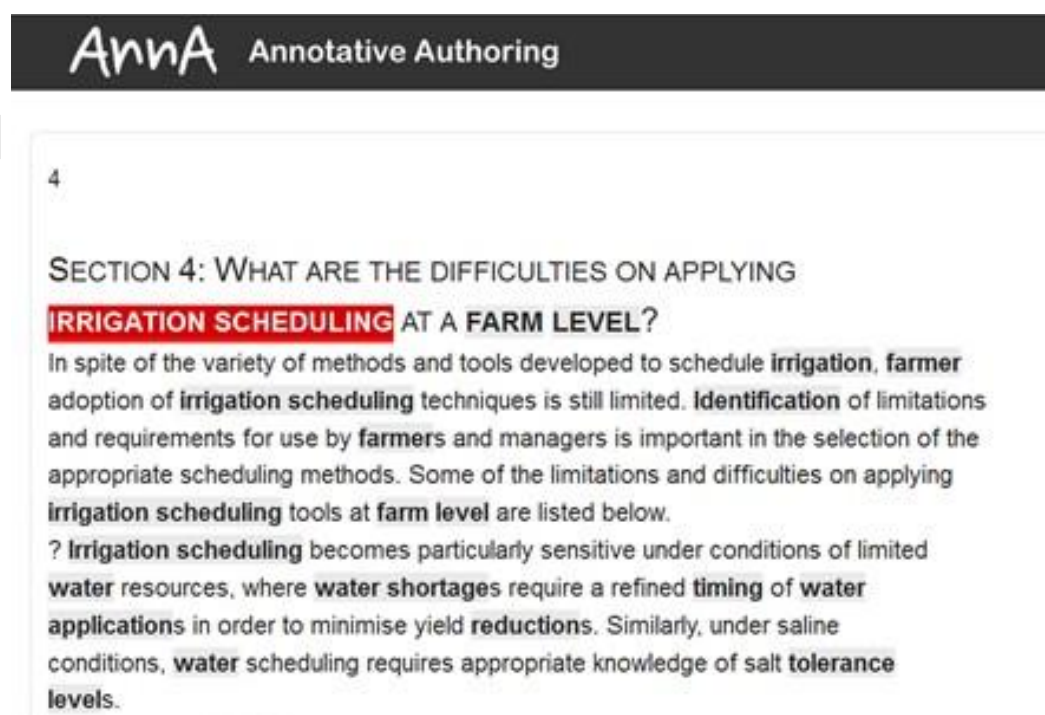 AnnA Annotative Authoring
4
SECTION 4: WHAT ARE THE DIFFICULTIES ON APPLYING
IRRIGATION SCHEDULING AT A FARM LEVEL?
In spite of the variety of methods and tools developed to schedule irrigation, farmer
adoption of irrigation scheduling techniques is still limited. Identification of limitations
and requirements for use by farmers and managers is important in the selection of the
appropriate scheduling methods. Some of the limitations and difficulties on applying
irrigation scheduling tools at farm level are listed below.
? Irrigation scheduling becomes particularly sensitive under conditions of limited
water resources, where water shortages require a refined timing of water
applications in order to minimise yield reductions. Similarly, under saline
conditions, water scheduling requires appropriate knowledge of salt tolerance
levels.